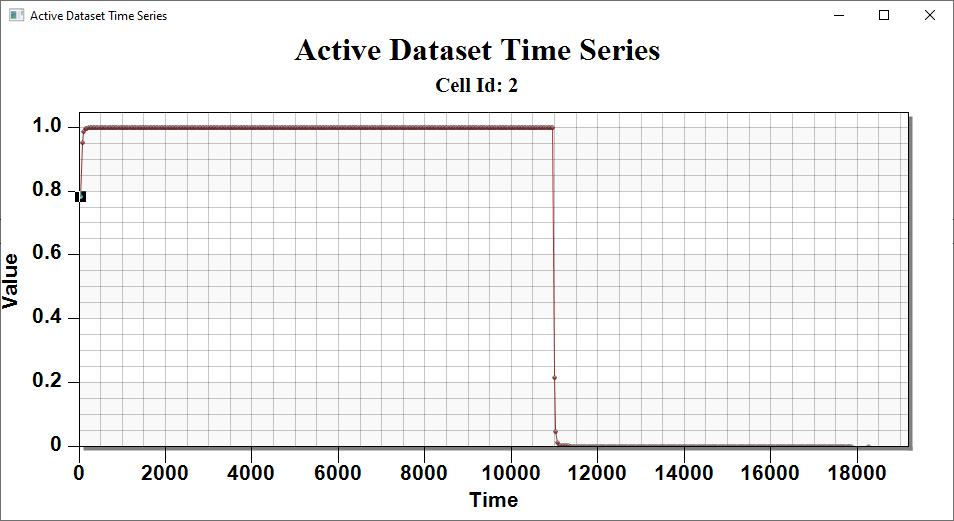 Active Dataset Time Series
Active Dataset Time Series
Cell Id: 2
1.0
0.8
0.6
0.4
0.2
0
Value
0 2000 4000 6000 8000 10000 12000 14000 16000 18000
Time